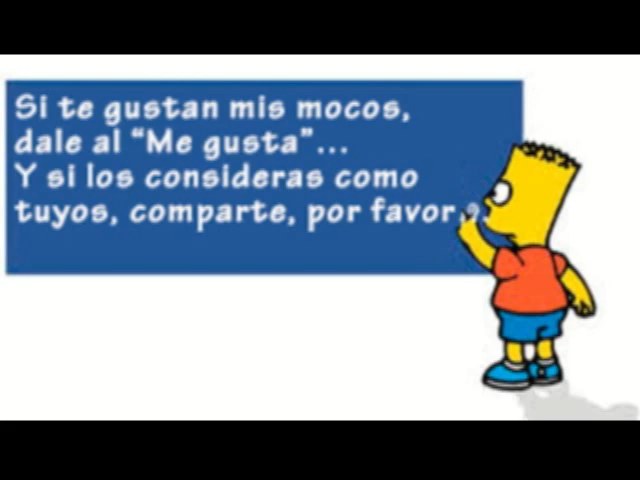 Si te gustan mis mocos,
dale al “Me gusta”...
Y si los consideras como
tuyos, comparte, por favor...